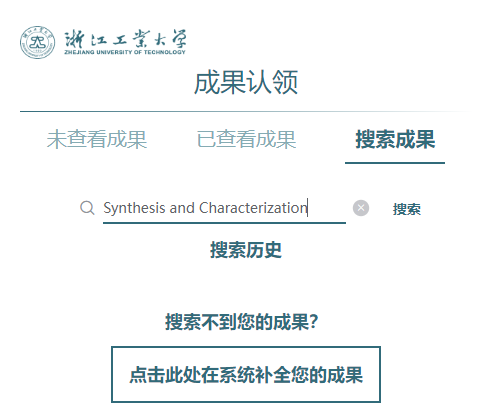 浙江工业大学
ZHEJIANG UNIVERSITY OF TECHNOLOGY
成果认领
未查看成果 已查看成果 搜索成果
Synthesis and Characterization 搜索
搜索历史
搜索不到您的成果？
点击此处在系统补全您的成果